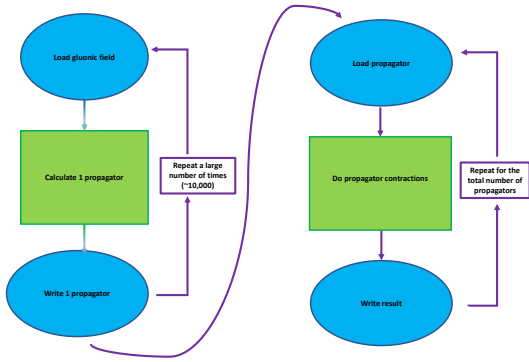 Load gluonic field
Calculate 1 propagator
Write 1 propagator
Repeat a large
number of times
(~10,000)
Load propagator
Do propagator contractions
Write result
Repeat for the
total number of
propagators